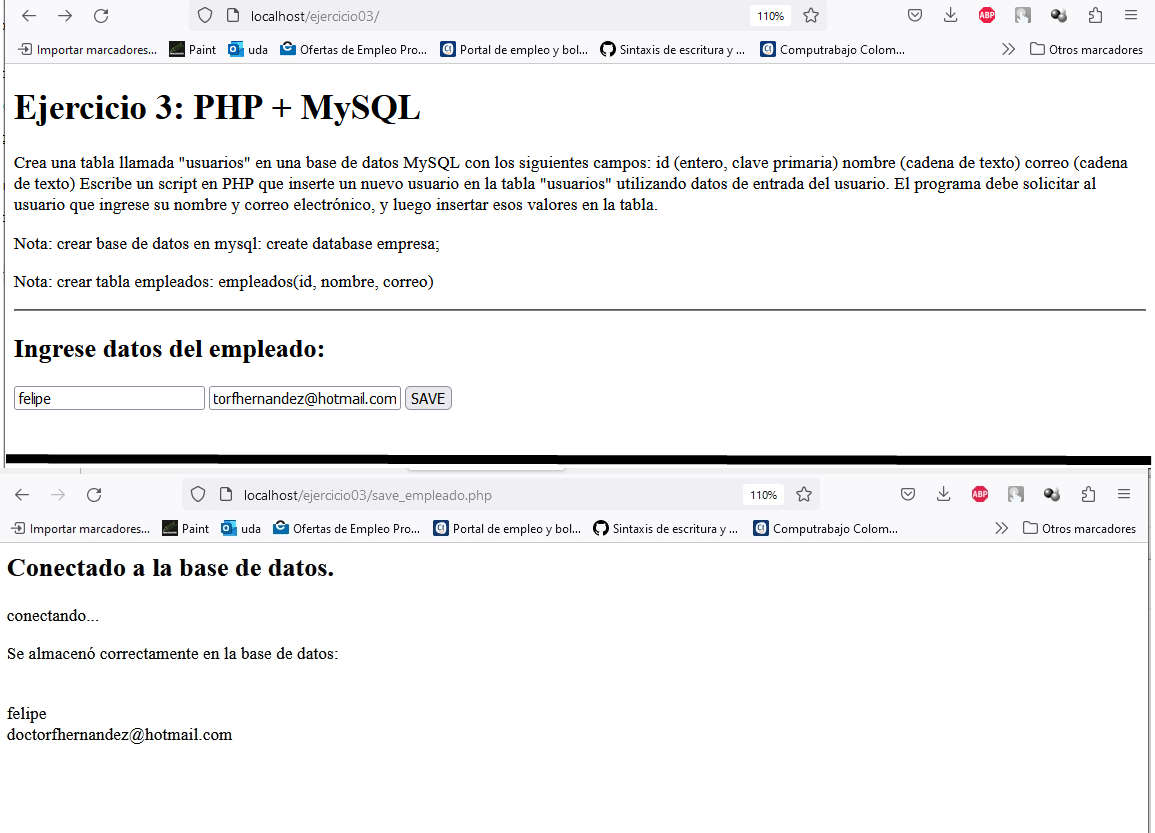 localhost/ejercicio03/ 110% ABP
Importar marcadores... Paint uda Ofertas de Empleo Pro... Portal de empleo y bol... Sintaxis de escritura y ... Computrabajo Colom... Otros marcadores
Ejercicio 3: PHP + MySQL
Crea una tabla llamada "usuarios" en una base de datos MySQL con los siguientes campos: id (entero, clave primaria) nombre (cadena de texto) correo (cadena
de texto) Escribe un script en PHP que inserte un nuevo usuario en la tabla "usuarios" utilizando datos de entrada del usuario. El programa debe solicitar al
usuario que ingrese su nombre y correo electrónico, y luego insertar esos valores en la tabla.
Nota: crear base de datos en mysql: create database empresa;
Nota: crear tabla empleados: empleados(id, nombre, correo)
Ingrese datos del empleado:
felipe torfhernandez@hotmail.com SAVE
localhost/ejercicio03/save_empleado.php 110% ABP
Importar marcadores... Paint uda Ofertas de Empleo Pro... Portal de empleo y bol... Sintaxis de escritura y ... Computrabajo Colom... Otros marcadores
Conectado a la base de datos.
conectando...
Se almacenó correctamente en la base de datos:
felipe
doctorfhernandez@hotmail.com